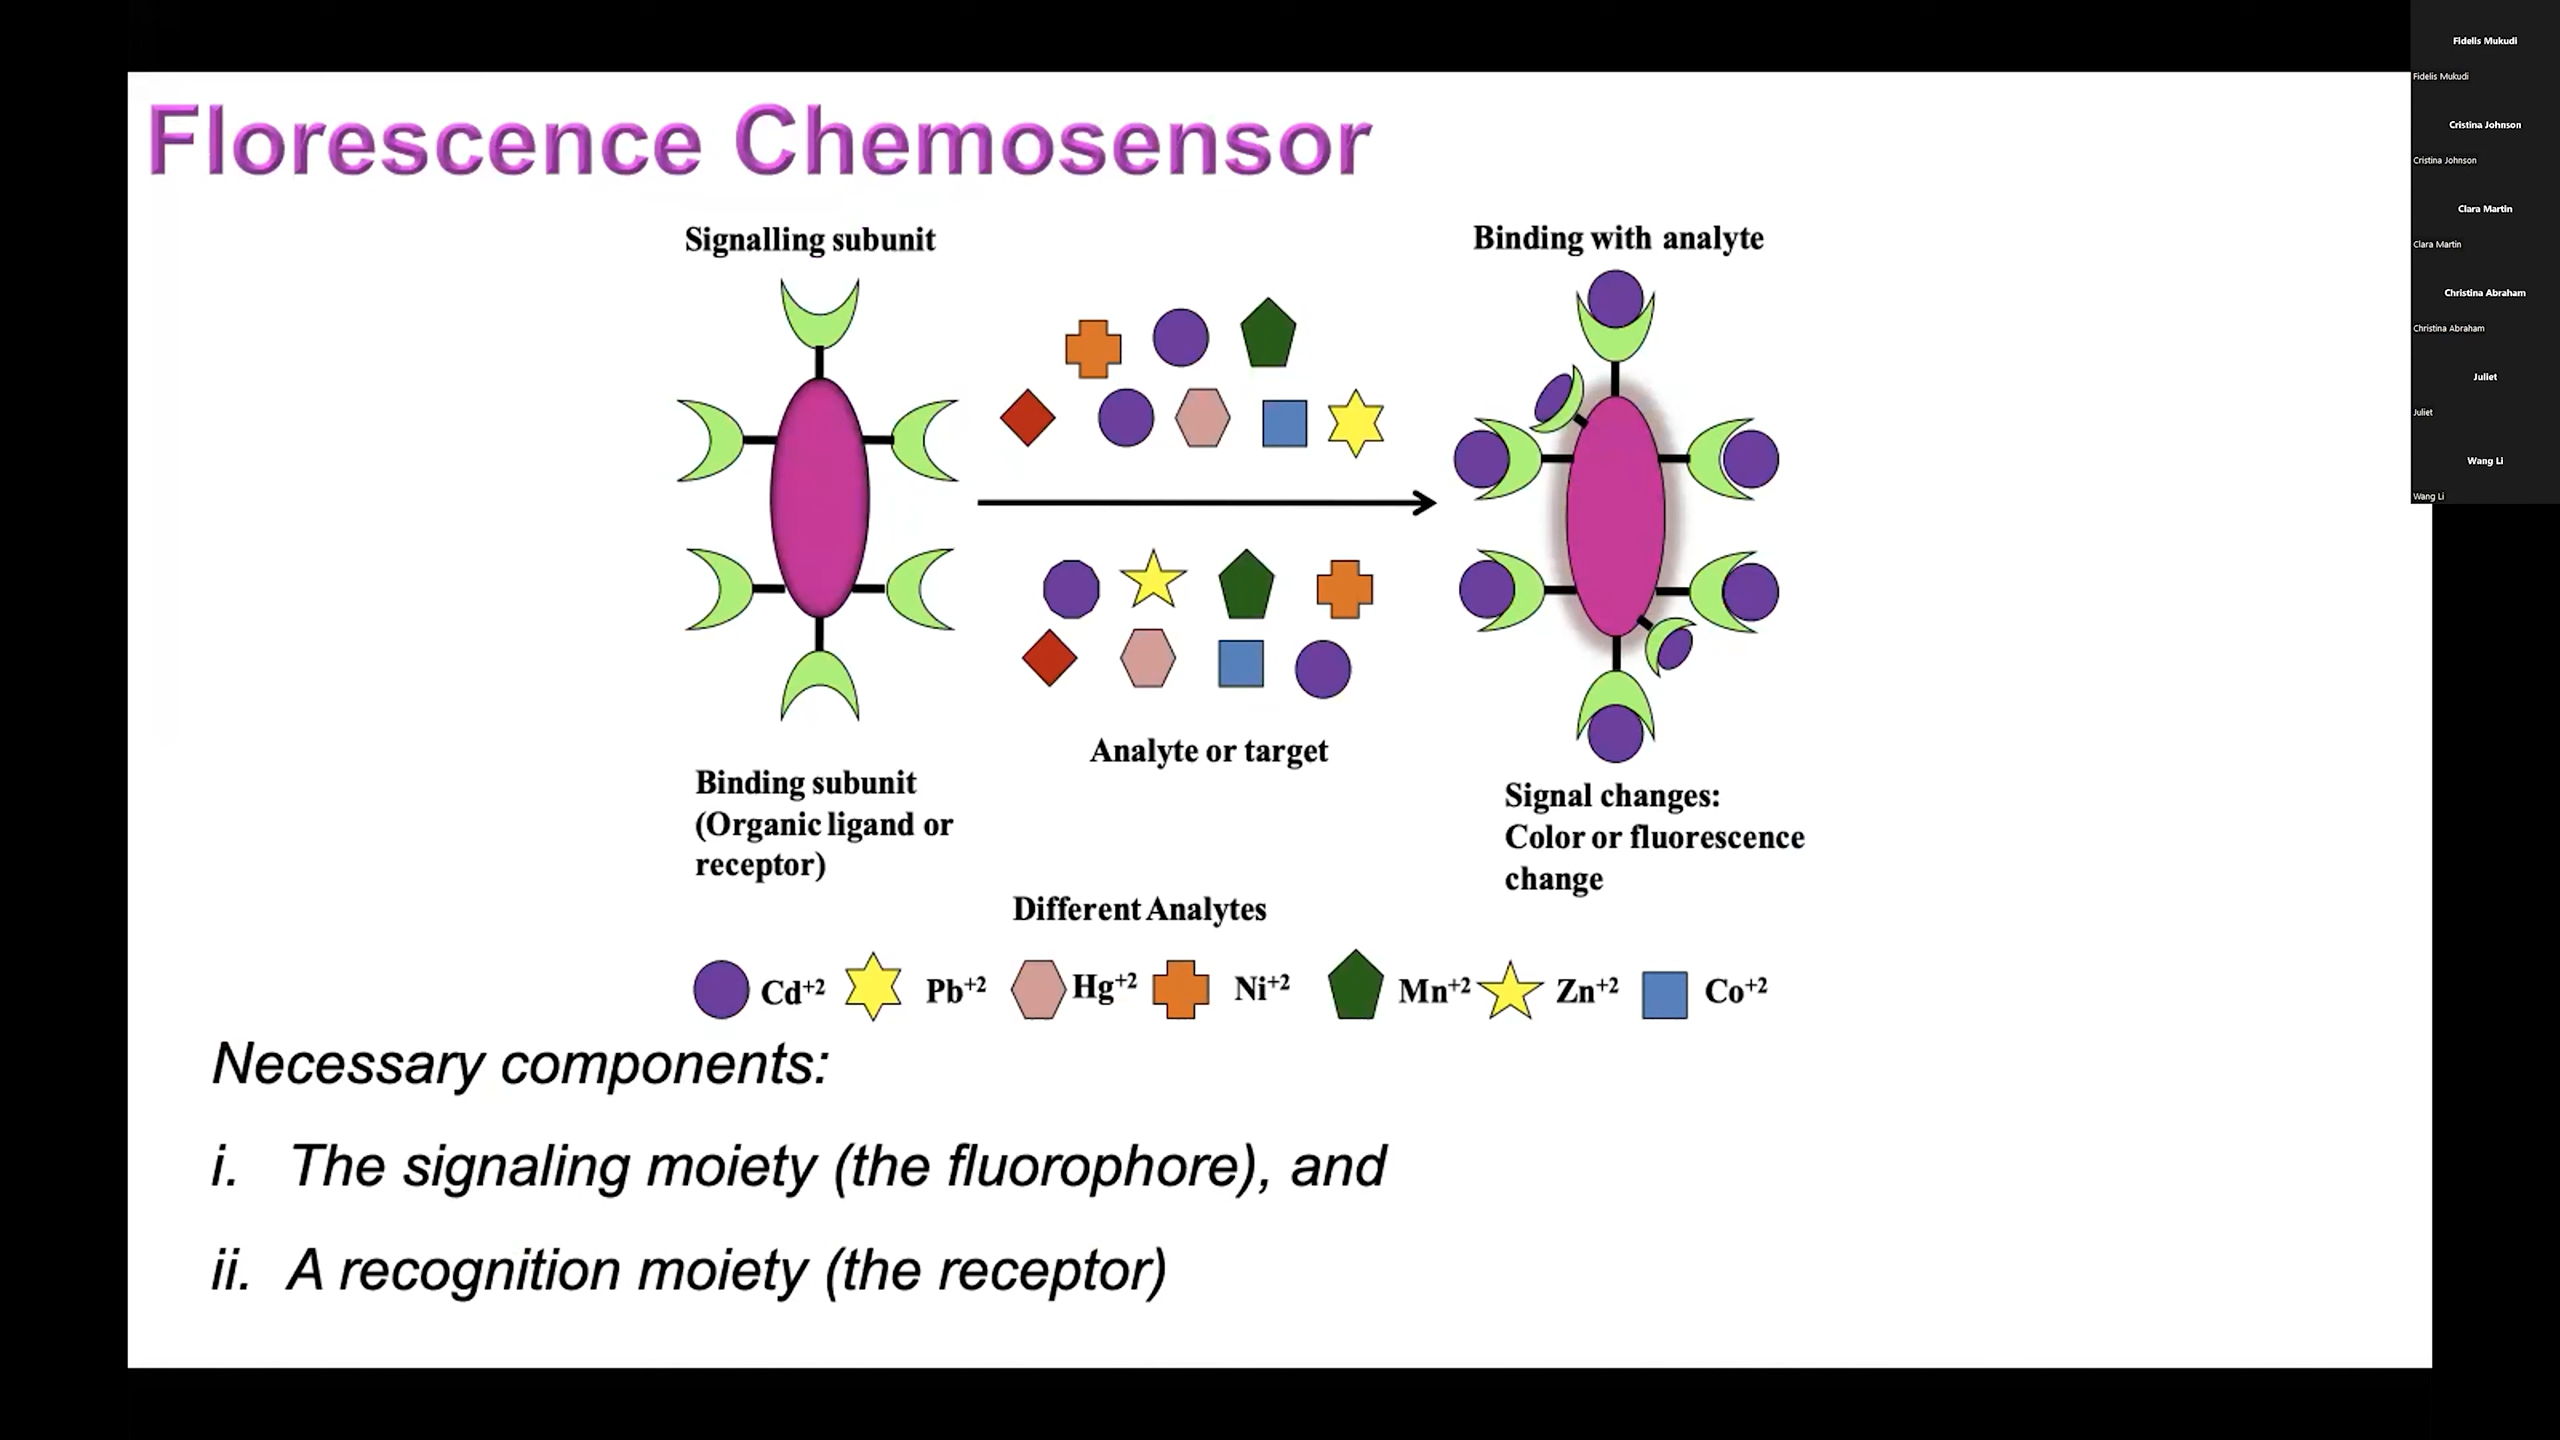 Florescence Chemosensor
Signalling subunit
Binding with analyte
Analyte or target
Binding subunit
(Organic ligand or
receptor)
Signal changes:
Color or fluorescence
change
Different Analytes
Cd+2 Pb+2 Hg+2 Ni+2 Mn+2 Zn+2 Co+2
Necessary components:
i. The signaling moiety (the fluorophore), and
ii. A recognition moiety (the receptor)
Fidelis Mukudi
Fidelis Mukudi
Cristina Johnson
Cristina Johnson
Clara Martin
Clara Martin
Christina Abraham
Christina Abraham
Juliet
Juliet
Wang Li
Wang Li